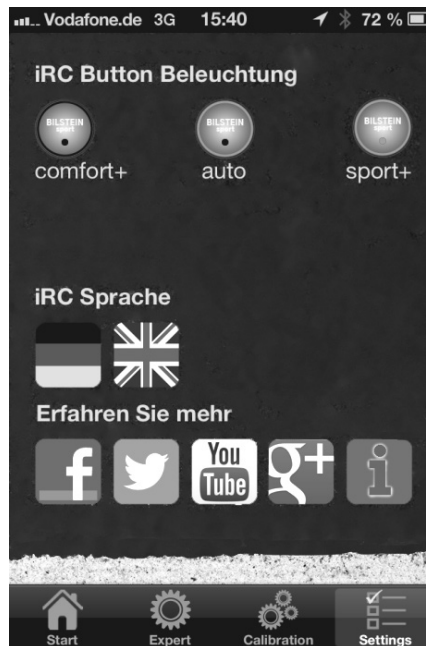 Vodafone.de 3G 15:40 72 %
iRC Button Beleuchtung
BILSTEIN sport BILSTEIN sport BILSTEIN sport
comfort+ auto sport+
iRC Sprache
Erfahren Sie mehr
f You Tube g+ i
Start Expert Calibration Settings